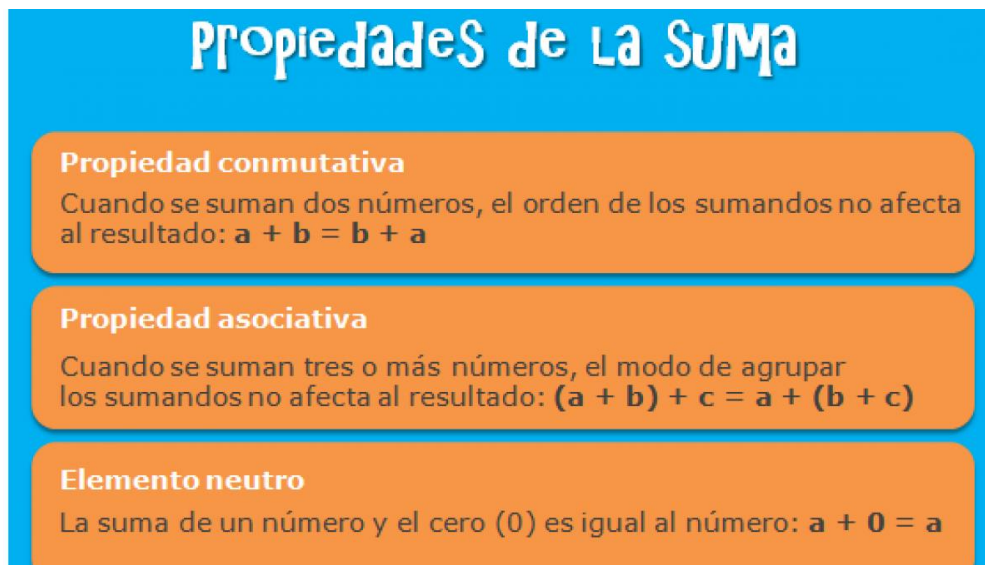 Propiedades de la suma
Propiedad conmutativa
Cuando se suman dos números, el orden de los sumandos no afecta
al resultado: a + b = b + a
Propiedad asociativa
Cuando se suman tres o más números, el modo de agrupar
los sumandos no afecta al resultado: (a + b) + c = a + (b + c)
Elemento neutro
La suma de un número y el cero (0) es igual al número: a + 0 = a